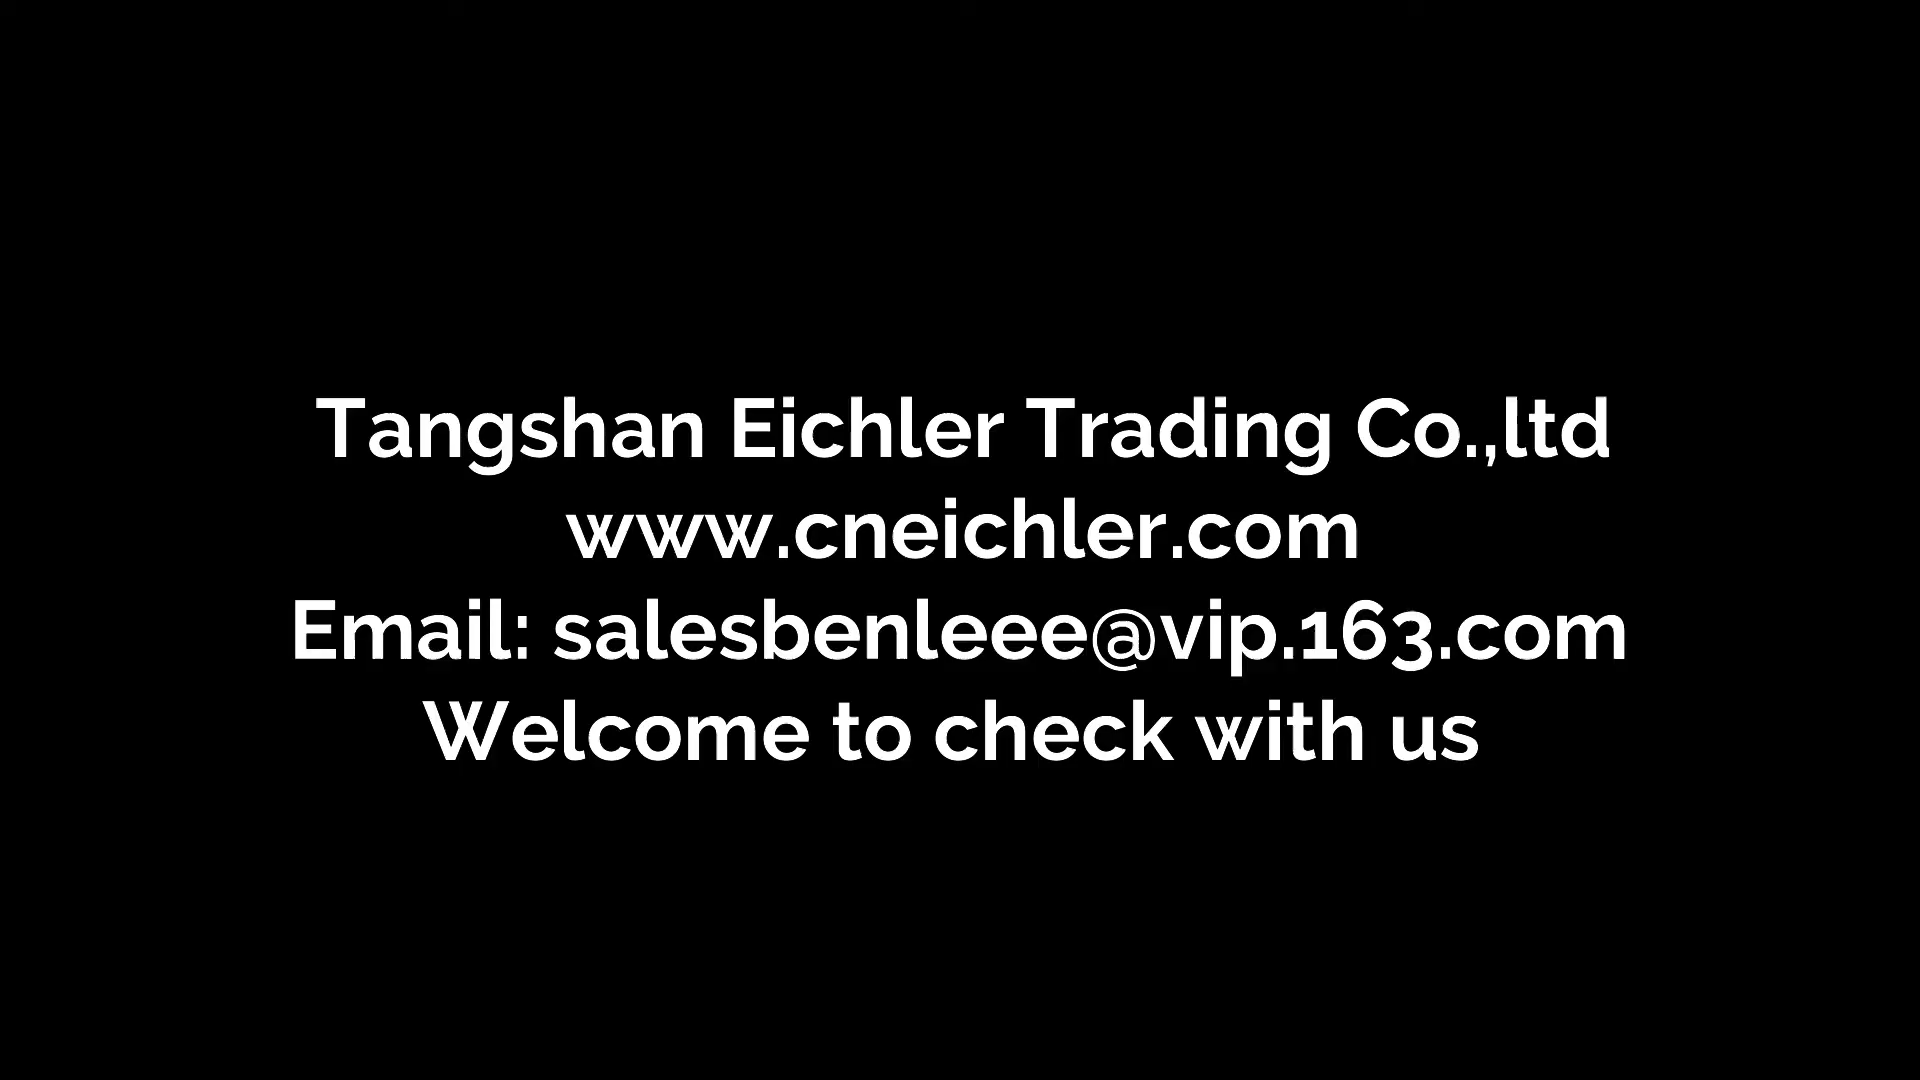 Tangshan Eichler Trading Co.,ltd
www.cneichler.com
Email: salesbenleee@vip.163.com
Welcome to check with us